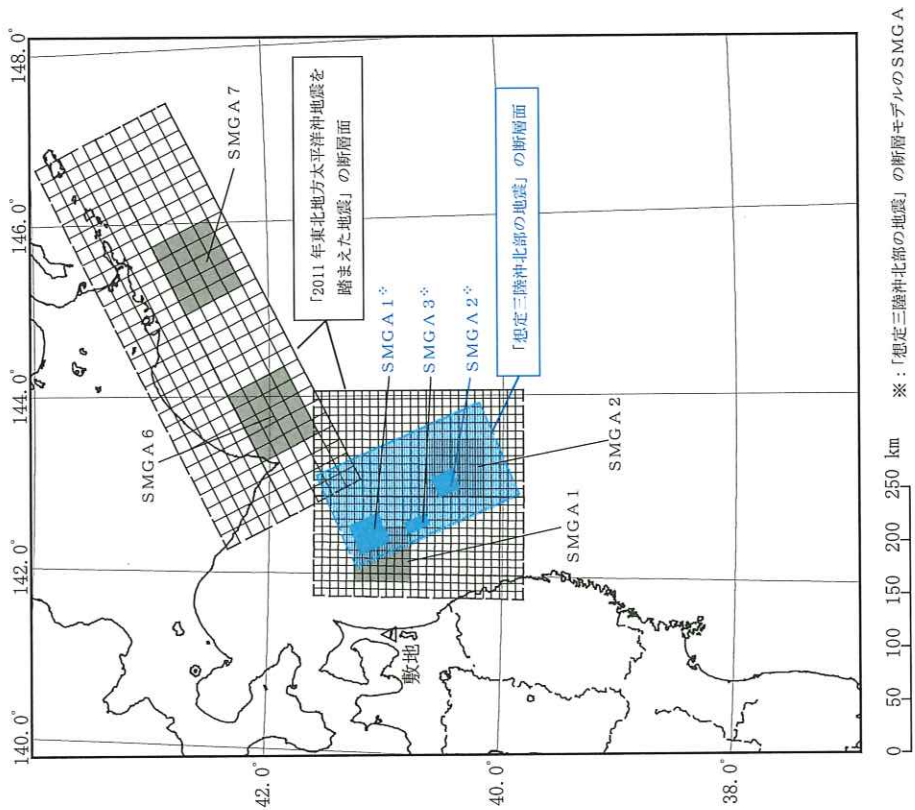 140.0°
142.0°
144.0°
146.0°
148.0°
42.0°
40.0°
38.0°
SMGA7
SMGA6
「2011年東北地方太平洋沖地震を
踏まえた地震」の断層面
SMGA1※
SMGA3※
SMGA2※
「想定三陸沖北部の地震」の断層面
SMGA2
SMGA1
敷地
0 50 100 150 200 250 km
※:「想定三陸沖北部の地震」の断層モデルのSMGA